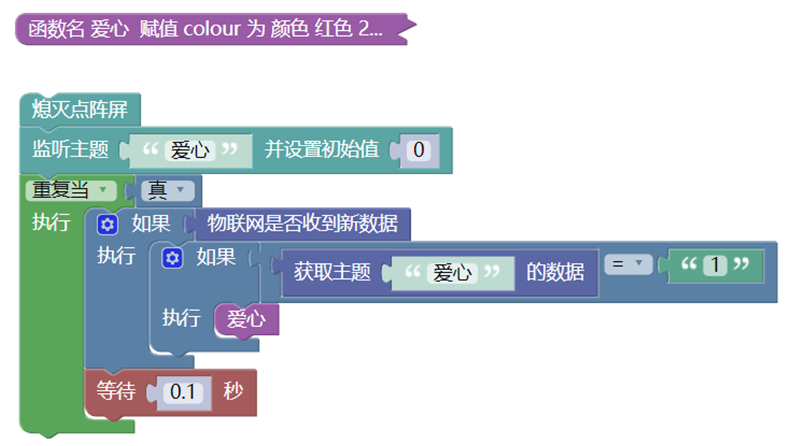 函数名 爱心 赋值 colour 为 颜色 红色 2...
熄灭点阵屏
监听主题 “ 爱心 ” 并设置初始值 0
重复当 真
执行 如果 物联网是否收到新数据
执行 如果 获取主题 “ 爱心 ” 的数据 = “ 1 ”
执行 爱心
等待 0.1 秒